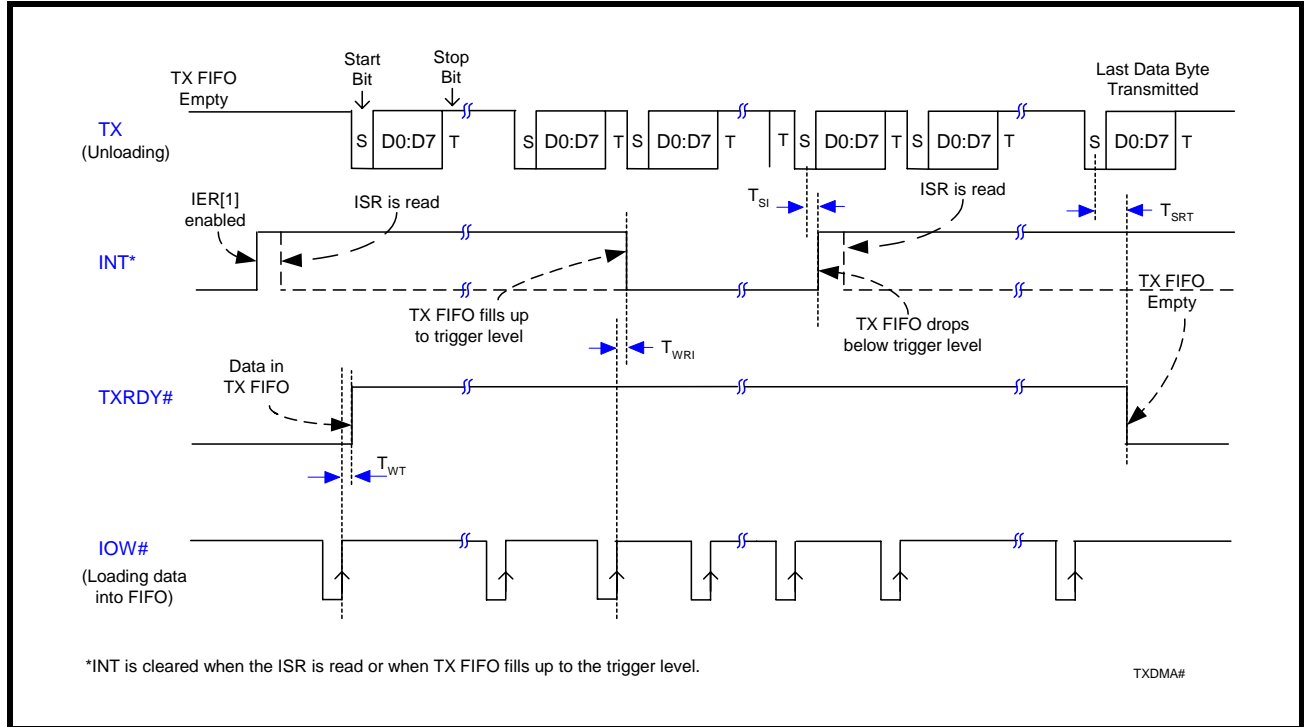 TX FIFO
Empty
Start
Bit
Stop
Bit
Last Data Byte
Transmitted
TX
(Unloading)
S D0:D7 T S D0:D7 T S D0:D7 T T S D0:D7 T S D0:D7 T S D0:D7 T
IER[1]
enabled
ISR is read
TSI
ISR is read
TSRT
INT*
TX FIFO fills up
to trigger level
TX FIFO drops
below trigger level
TX FIFO
Empty
TWRI
Data in
TX FIFO
TXRDY#
TWT
IOW#
(Loading data
into FIFO)
*INT is cleared when the ISR is read or when TX FIFO fills up to the trigger level.
TXDMA#